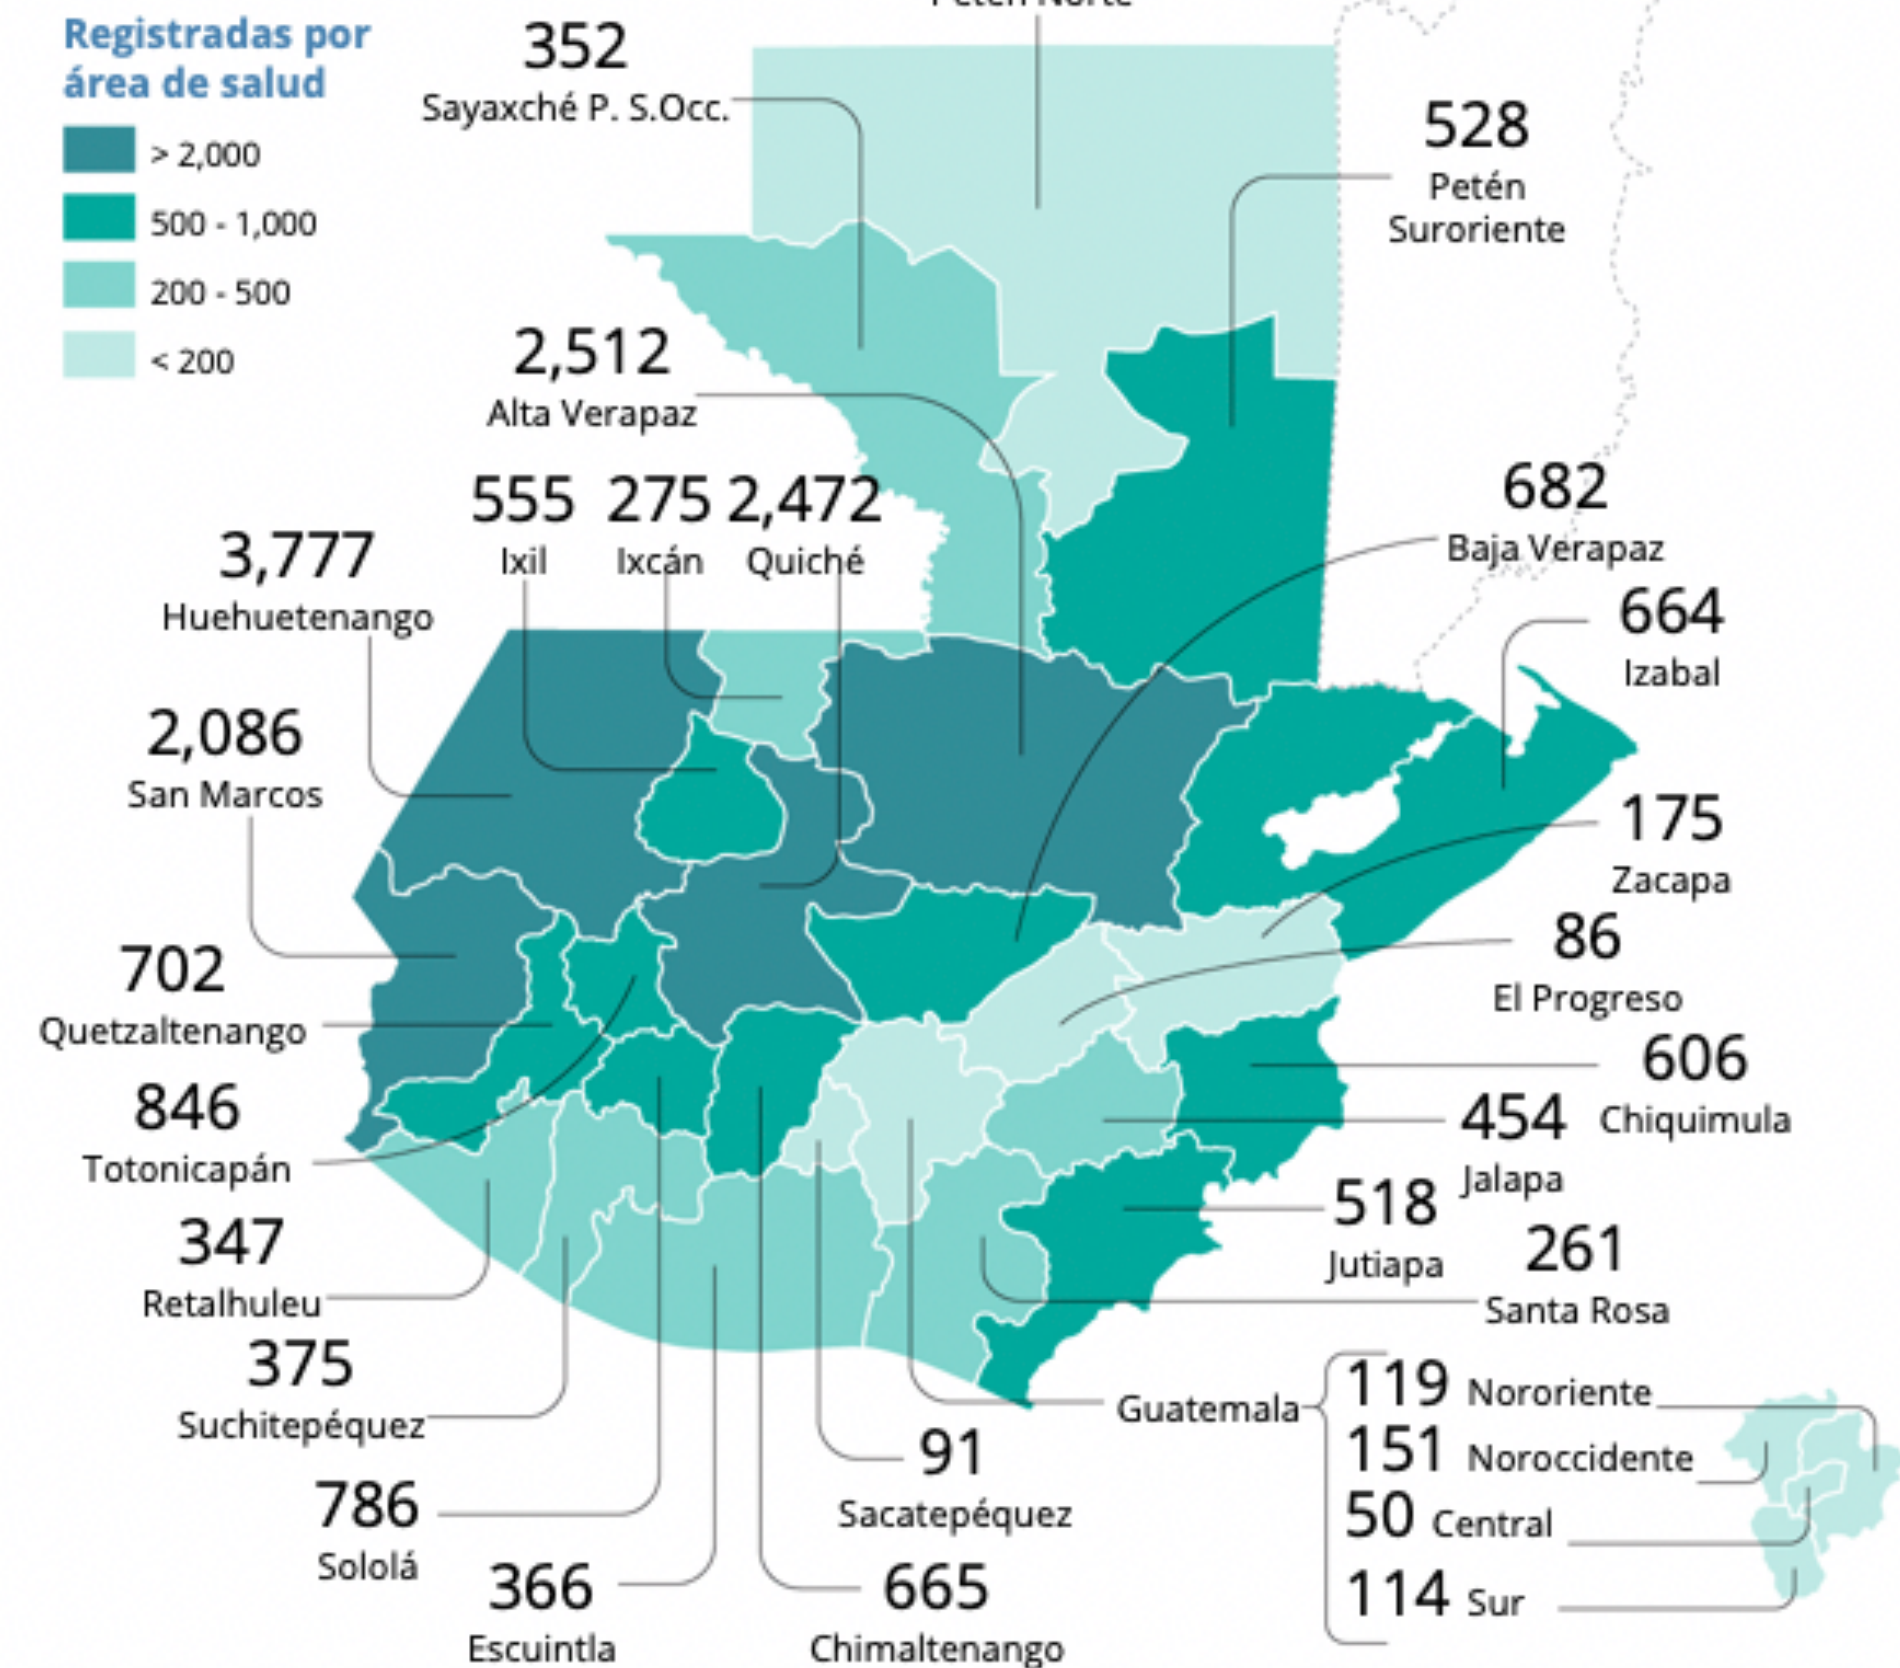 Petén Norte
Registradas por
área de salud
> 2,000
500 - 1,000
200 - 500
< 200
352
Sayaxché P. S.Occ.
528
Petén
Suroriente
2,512
Alta Verapaz
555
Ixil
275
Ixcán
2,472
Quiché
682
Baja Verapaz
3,777
Huehuetenango
664
Izabal
2,086
San Marcos
175
Zacapa
702
Quetzaltenango
86
El Progreso
846
Totonicapán
606
Chiquimula
454
Jalapa
347
Retalhuleu
518
Jutiapa
261
Santa Rosa
375
Suchitepéquez
Guatemala
119 Nororiente
151 Noroccidente
50 Central
114 Sur
91
Sacatepéquez
786
Sololá
366
Escuintla
665
Chimaltenango